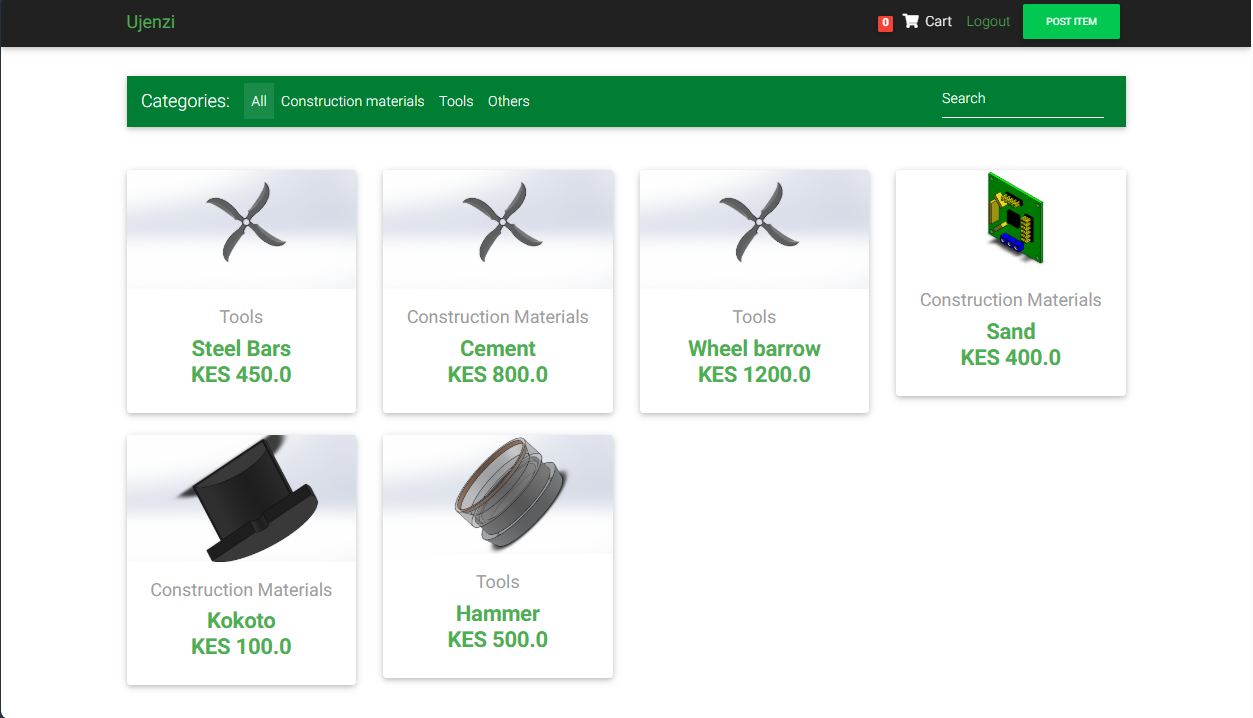 Ujenzi
0 Cart Logout POST ITEM
Categories: All Construction materials Tools Others Search
Tools
Steel Bars
KES 450.0
Construction Materials
Cement
KES 800.0
Tools
Wheel barrow
KES 1200.0
Construction Materials
Sand
KES 400.0
Construction Materials
Kokoto
KES 100.0
Tools
Hammer
KES 500.0